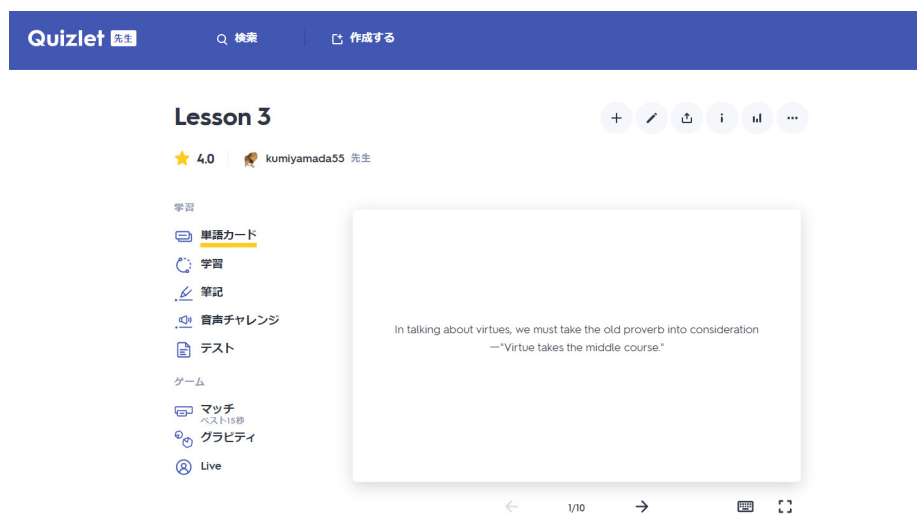 Quizlet 先生
検索
作成する
Lesson 3
4.0
kumiyamada55 先生
学習
単語カード
学習
筆記
音声チャレンジ
テスト
ゲーム
マッチ
ベスト15秒
グラビティ
Live
In talking about virtues, we must take the old proverb into consideration
—"Virtue takes the middle course."
1/10